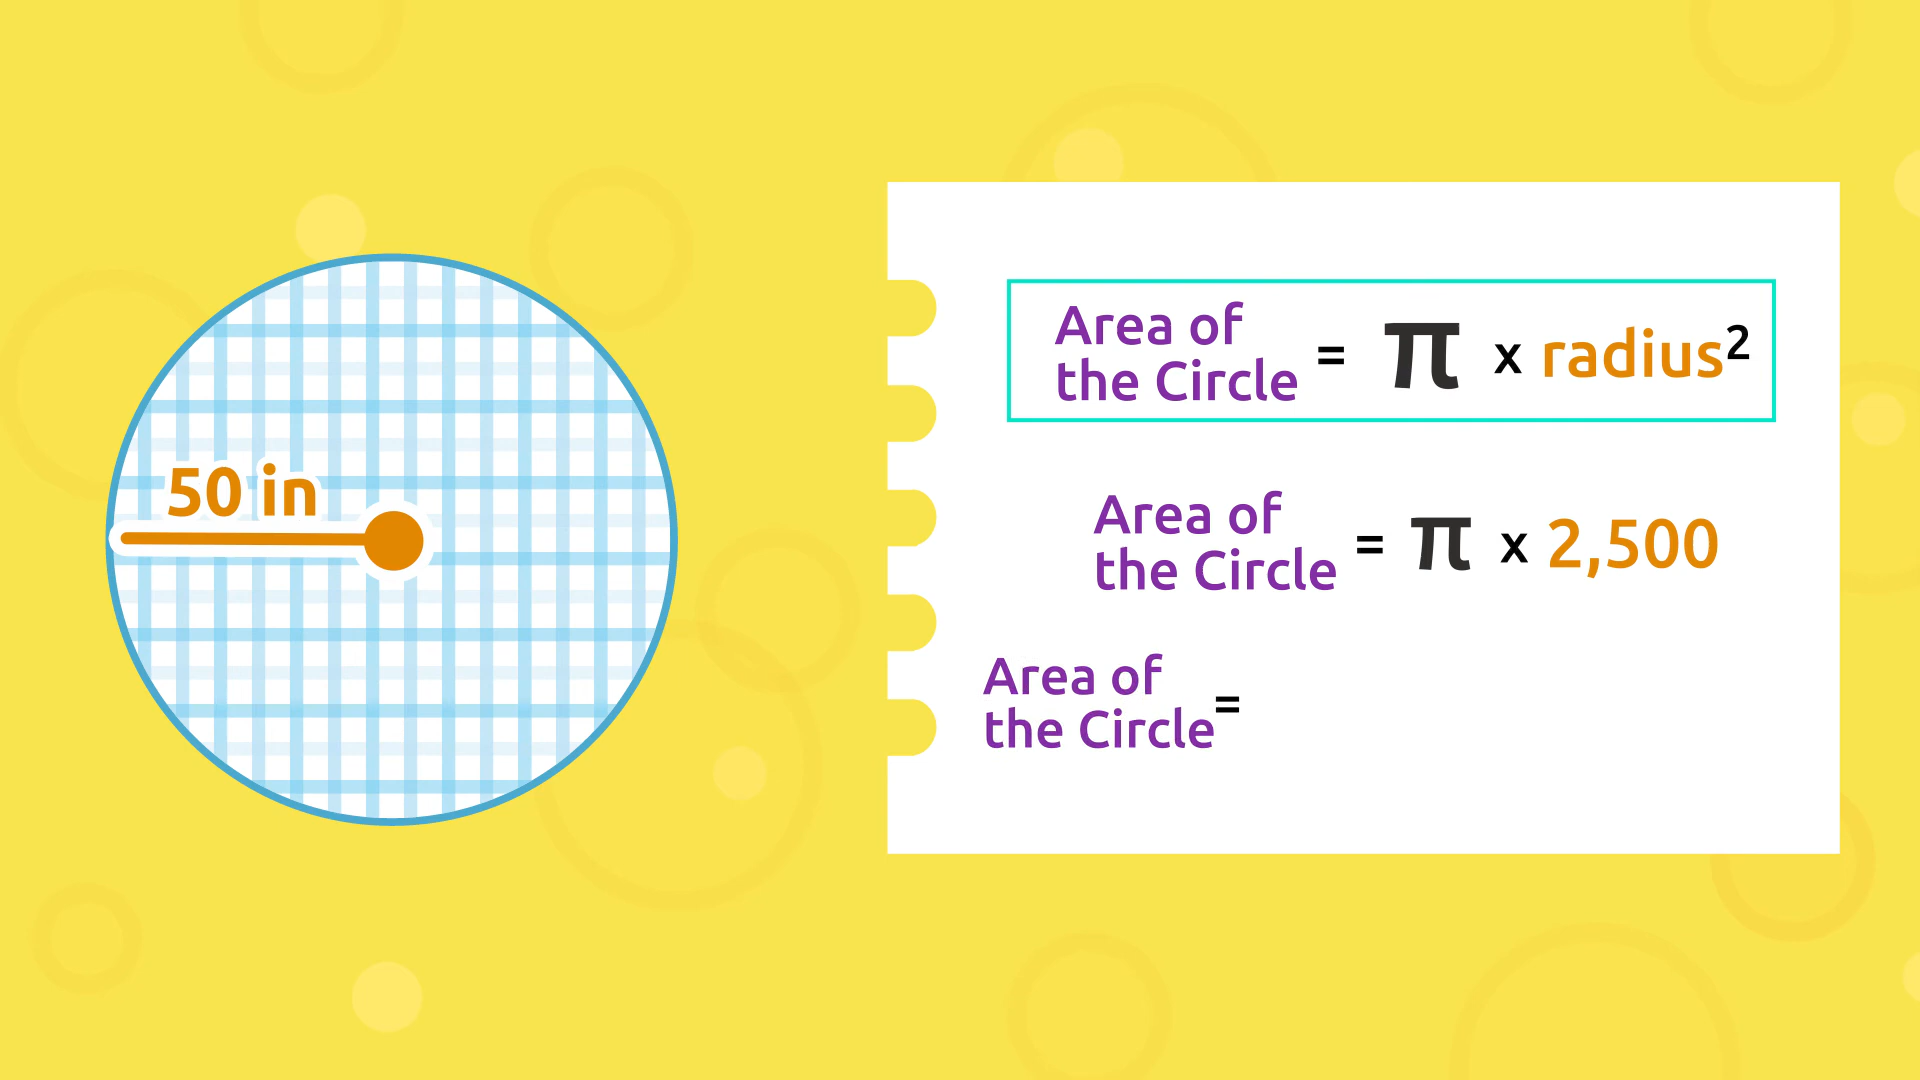 50 in
Area of
the Circle = π x radius²
Area of
the Circle = π x 2,500
Area of
the Circle =